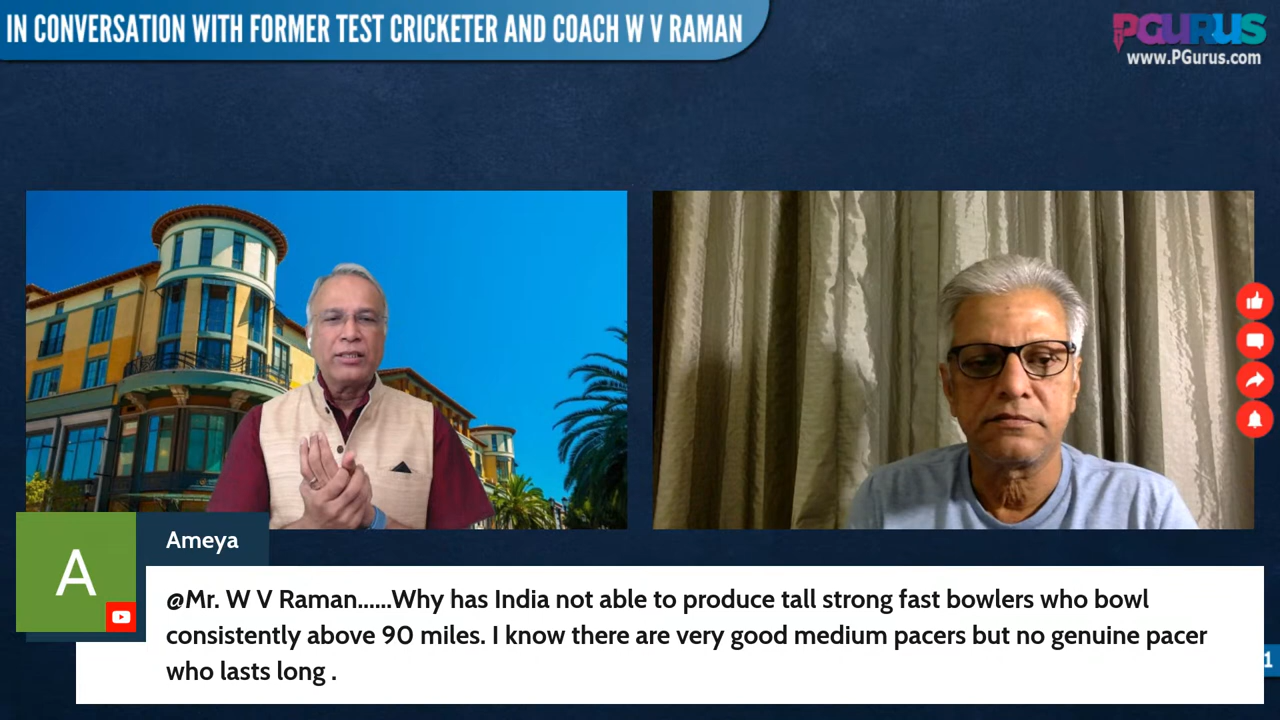 IN CONVERSATION WITH FORMER TEST CRICKETER AND COACH W V RAMAN
PGURUS
www.PGurus.com
A
Ameya
@Mr. W V Raman......Why has India not able to produce tall strong fast bowlers who bowl
consistently above 90 miles. I know there are very good medium pacers but no genuine pacer
who lasts long .
1